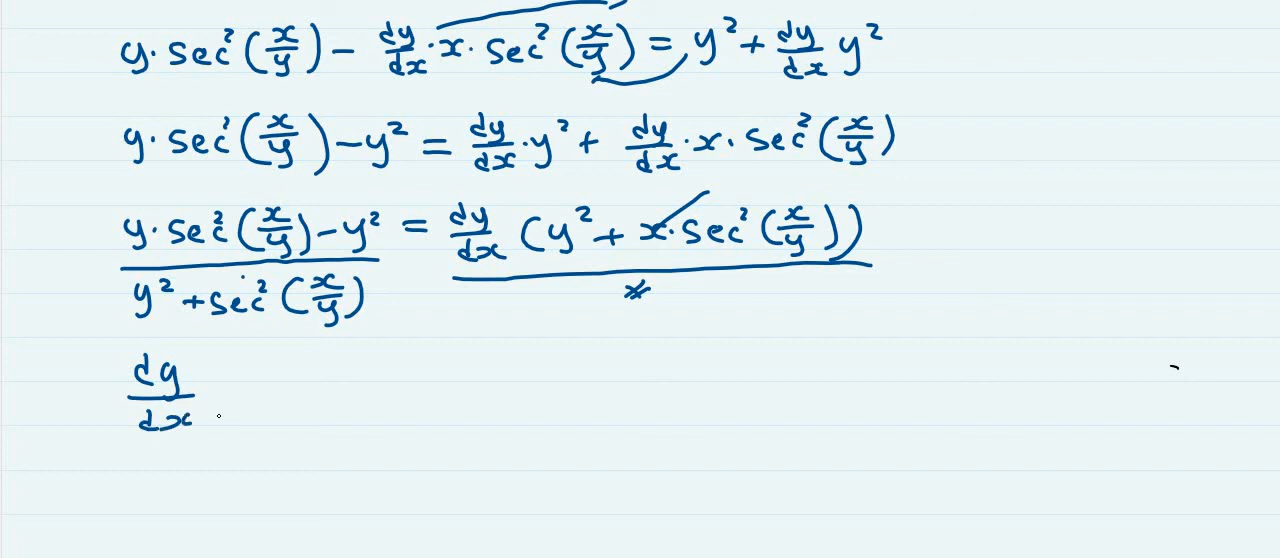 y · sec²(x/y) − dy/dx · x · sec²(x/y) = y² + dy/dx y²
y · sec²(x/y) − y² = dy/dx · y² + dy/dx · x · sec²(x/y)
y · sec²(x/y) − y² = dy/dx (y² + x · sec²(x/y))
y² + sec²(x/y)
dy
dx